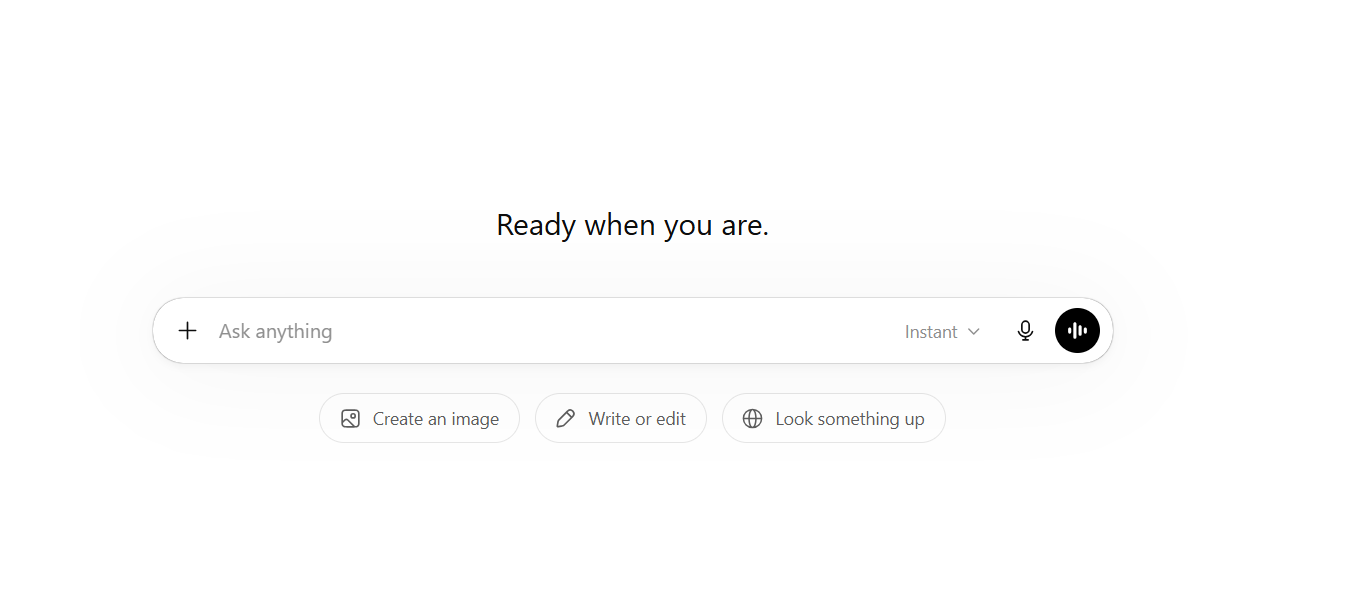 Ready when you are.
Ask anything
Instant
Create an image
Write or edit
Look something up